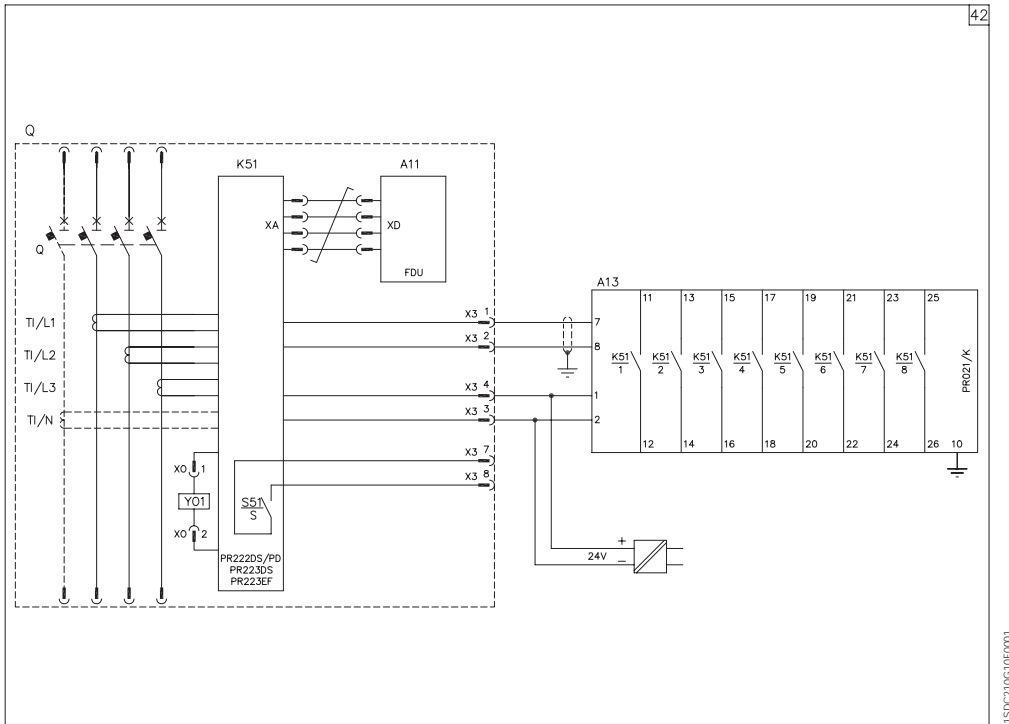 42
Q
K51
A11
XA
XD
FDU
Q
A13
11 13 15 17 19 21 23 25
TI/L1
X3 1
7
TI/L2
X3 2
8
K51 1
K51 2
K51 3
K51 4
K51 5
K51 6
K51 7
K51 8
PR021/K
TI/L3
X3 4
1
TI/N
X3 3
2
12 14 16 18 20 22 24 26 10
X3 7
X0 1
X3 8
Y01
S51 S
X0 2
PR222DS/PD
PR223DS
PR223EF
+
24V
–
1SDC210G10F0001